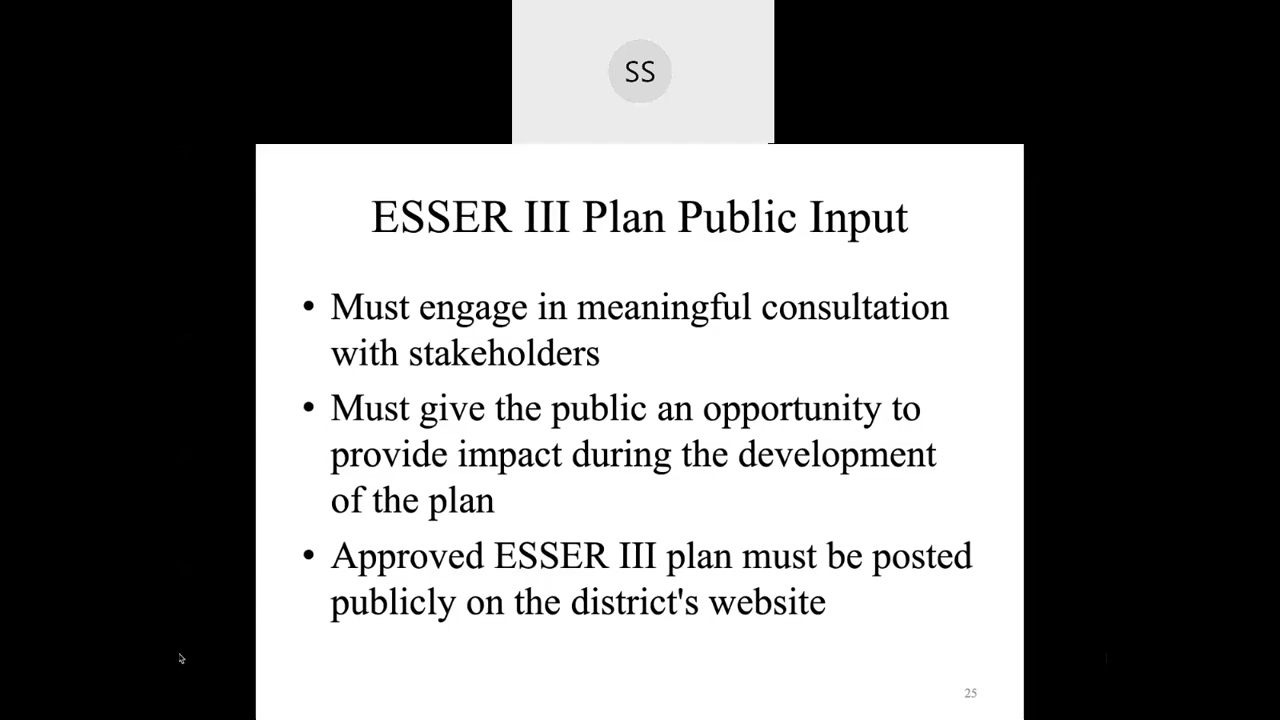 SS
ESSER III Plan Public Input
• Must engage in meaningful consultation
with stakeholders
• Must give the public an opportunity to
provide impact during the development
of the plan
• Approved ESSER III plan must be posted
publicly on the district's website
25